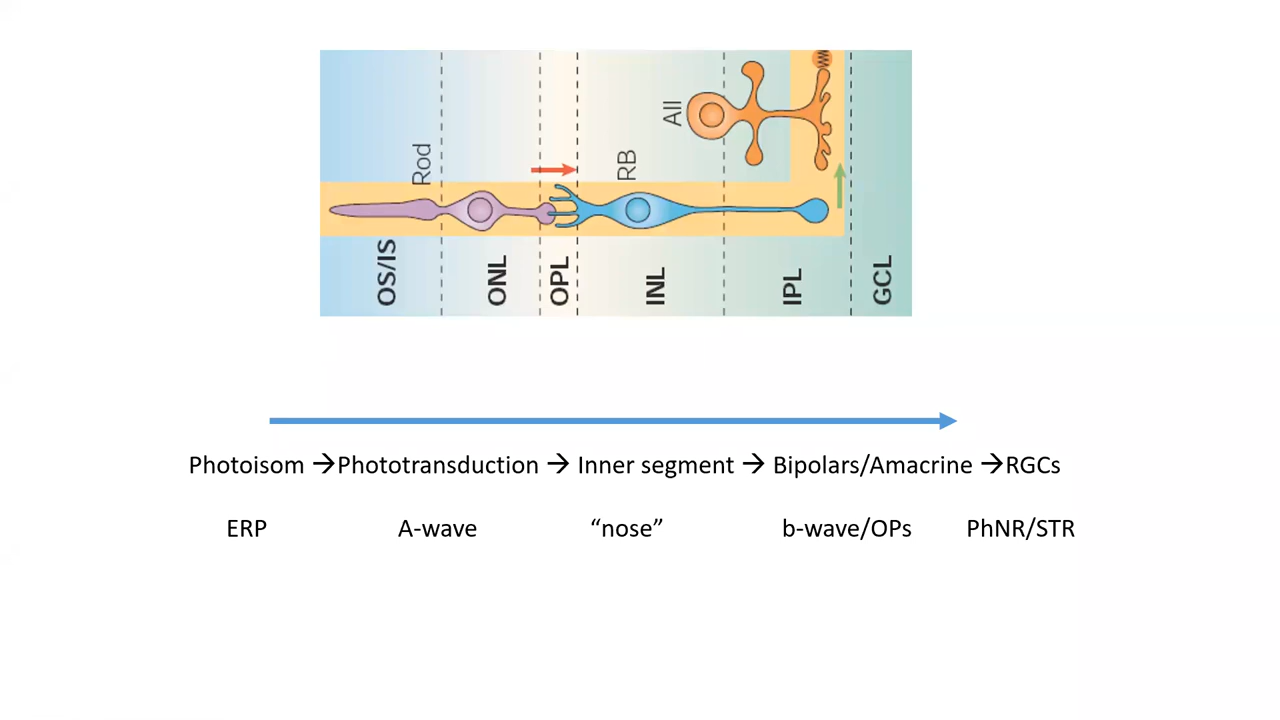 Rod
RB
AII
OS/IS
ONL
OPL
INL
IPL
GCL
Photoisom → Phototransduction → Inner segment → Bipolars/Amacrine → RGCs
ERP A-wave “nose” b-wave/OPs PhNR/STR